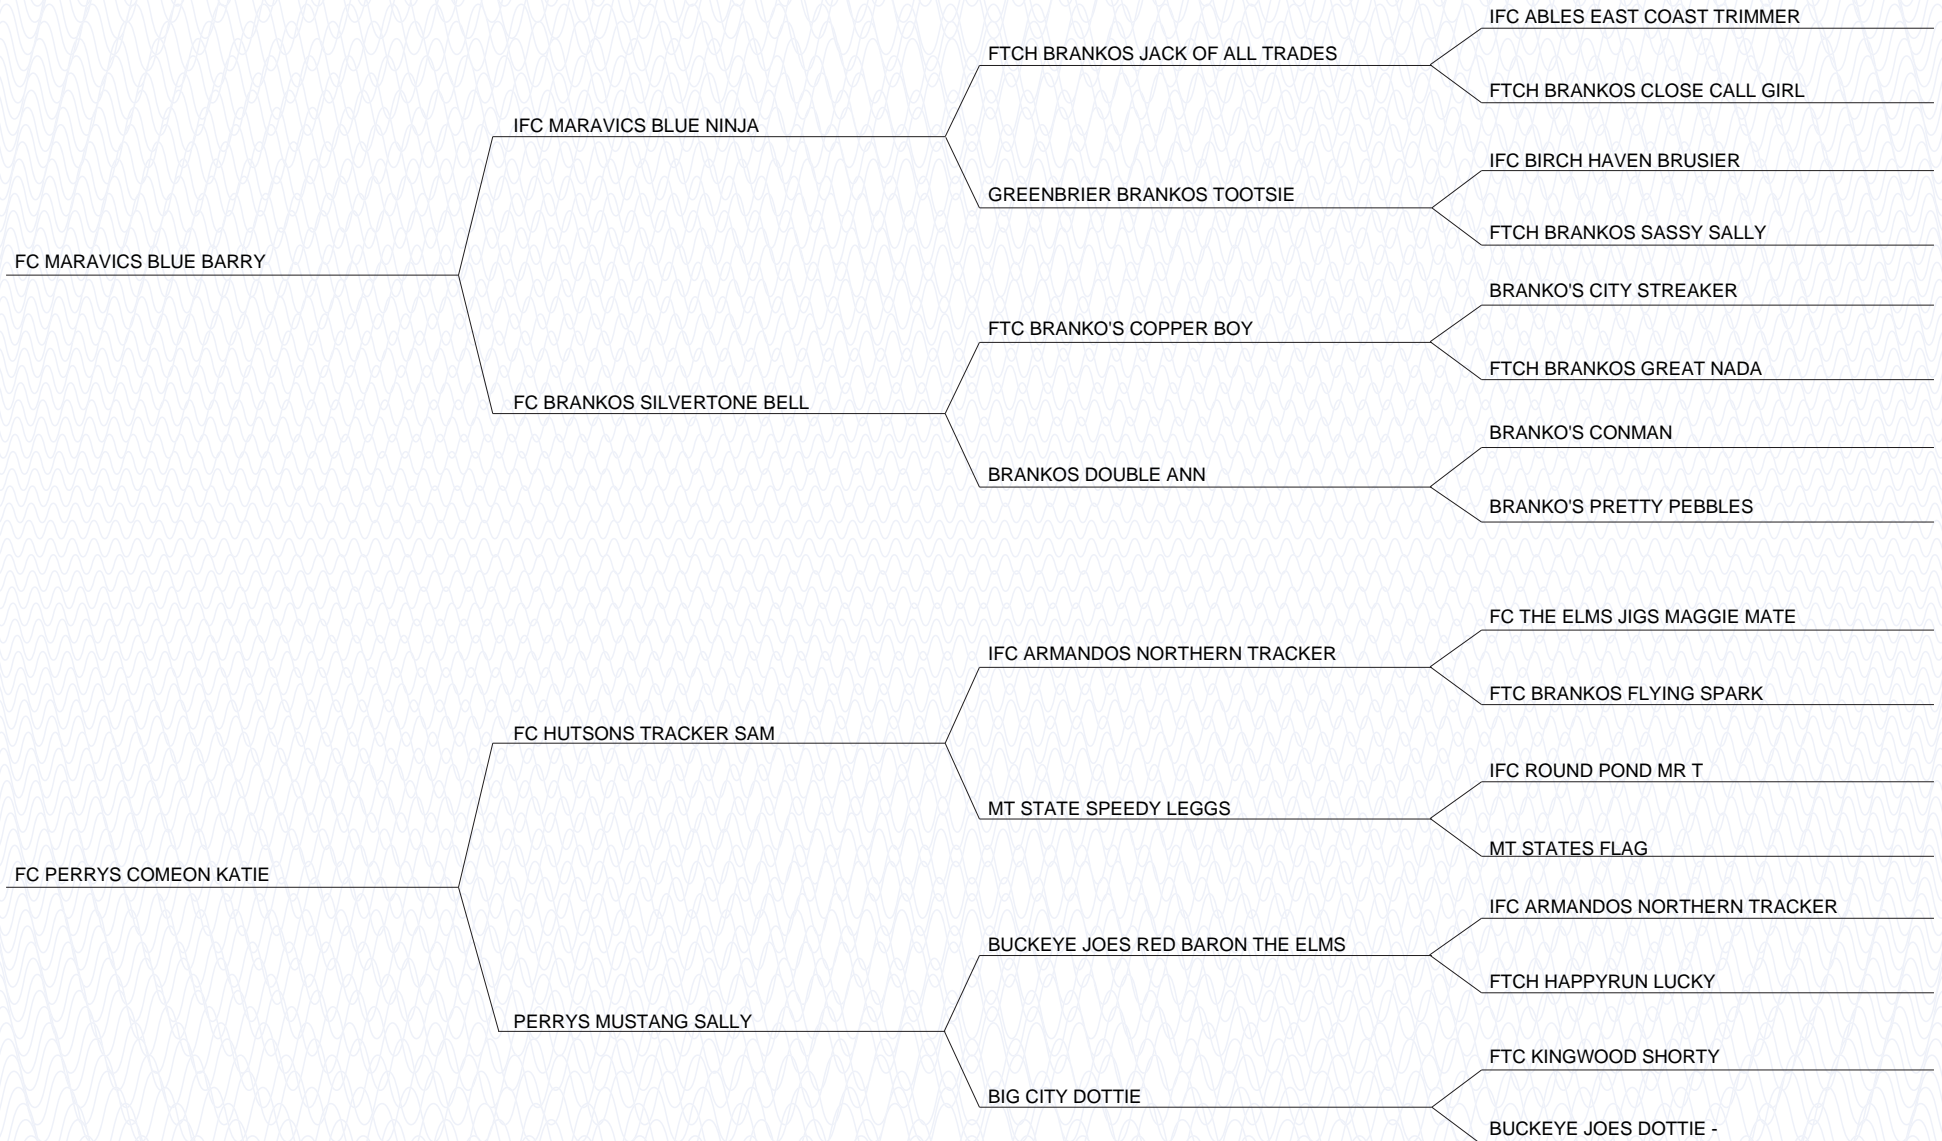 IFC ABLES EAST COAST TRIMMER
FTCH BRANKOS JACK OF ALL TRADES
FTCH BRANKOS CLOSE CALL GIRL
IFC MARAVICS BLUE NINJA
IFC BIRCH HAVEN BRUSIER
GREENBRIER BRANKOS TOOTSIE
FTCH BRANKOS SASSY SALLY
FC MARAVICS BLUE BARRY
BRANKO'S CITY STREAKER
FTC BRANKO'S COPPER BOY
FTCH BRANKOS GREAT NADA
FC BRANKOS SILVERTONE BELL
BRANKO'S CONMAN
BRANKOS DOUBLE ANN
BRANKO'S PRETTY PEBBLES
FC THE ELMS JIGS MAGGIE MATE
IFC ARMANDOS NORTHERN TRACKER
FTC BRANKOS FLYING SPARK
FC HUTSONS TRACKER SAM
IFC ROUND POND MR T
MT STATE SPEEDY LEGGS
MT STATES FLAG
FC PERRYS COMEON KATIE
IFC ARMANDOS NORTHERN TRACKER
BUCKEYE JOES RED BARON THE ELMS
FTCH HAPPYRUN LUCKY
PERRYS MUSTANG SALLY
FTC KINGWOOD SHORTY
BIG CITY DOTTIE
BUCKEYE JOES DOTTIE -